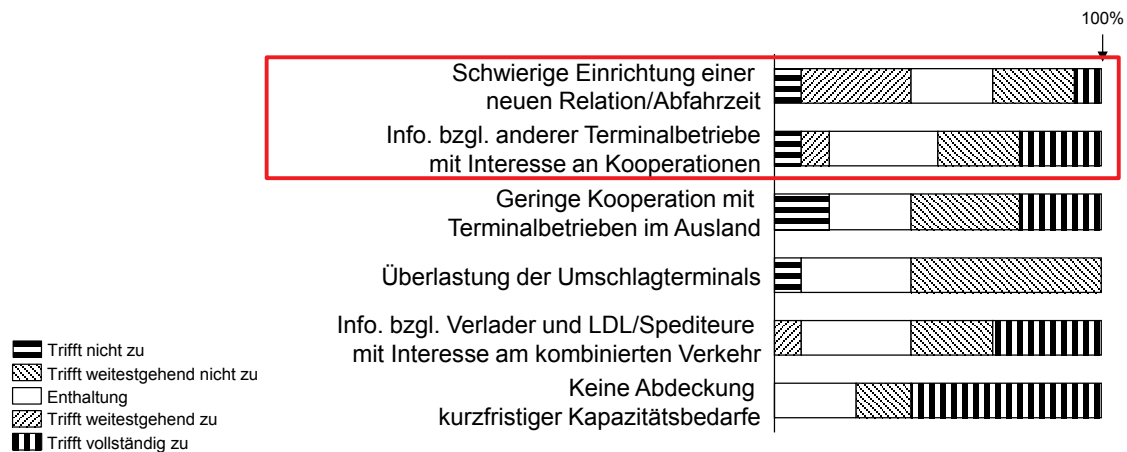 100%
Schwierige Einrichtung einer
neuen Relation/Abfahrzeit
Info. bzgl. anderer Terminalbetriebe
mit Interesse an Kooperationen
Geringe Kooperation mit
Terminalbetrieben im Ausland
Überlastung der Umschlagterminals
Info. bzgl. Verlader und LDL/Spediteure
mit Interesse am kombinierten Verkehr
Keine Abdeckung
kurzfristiger Kapazitätsbedarfe
Trifft nicht zu
Trifft weitestgehend nicht zu
Enthaltung
Trifft weitestgehend zu
Trifft vollständig zu